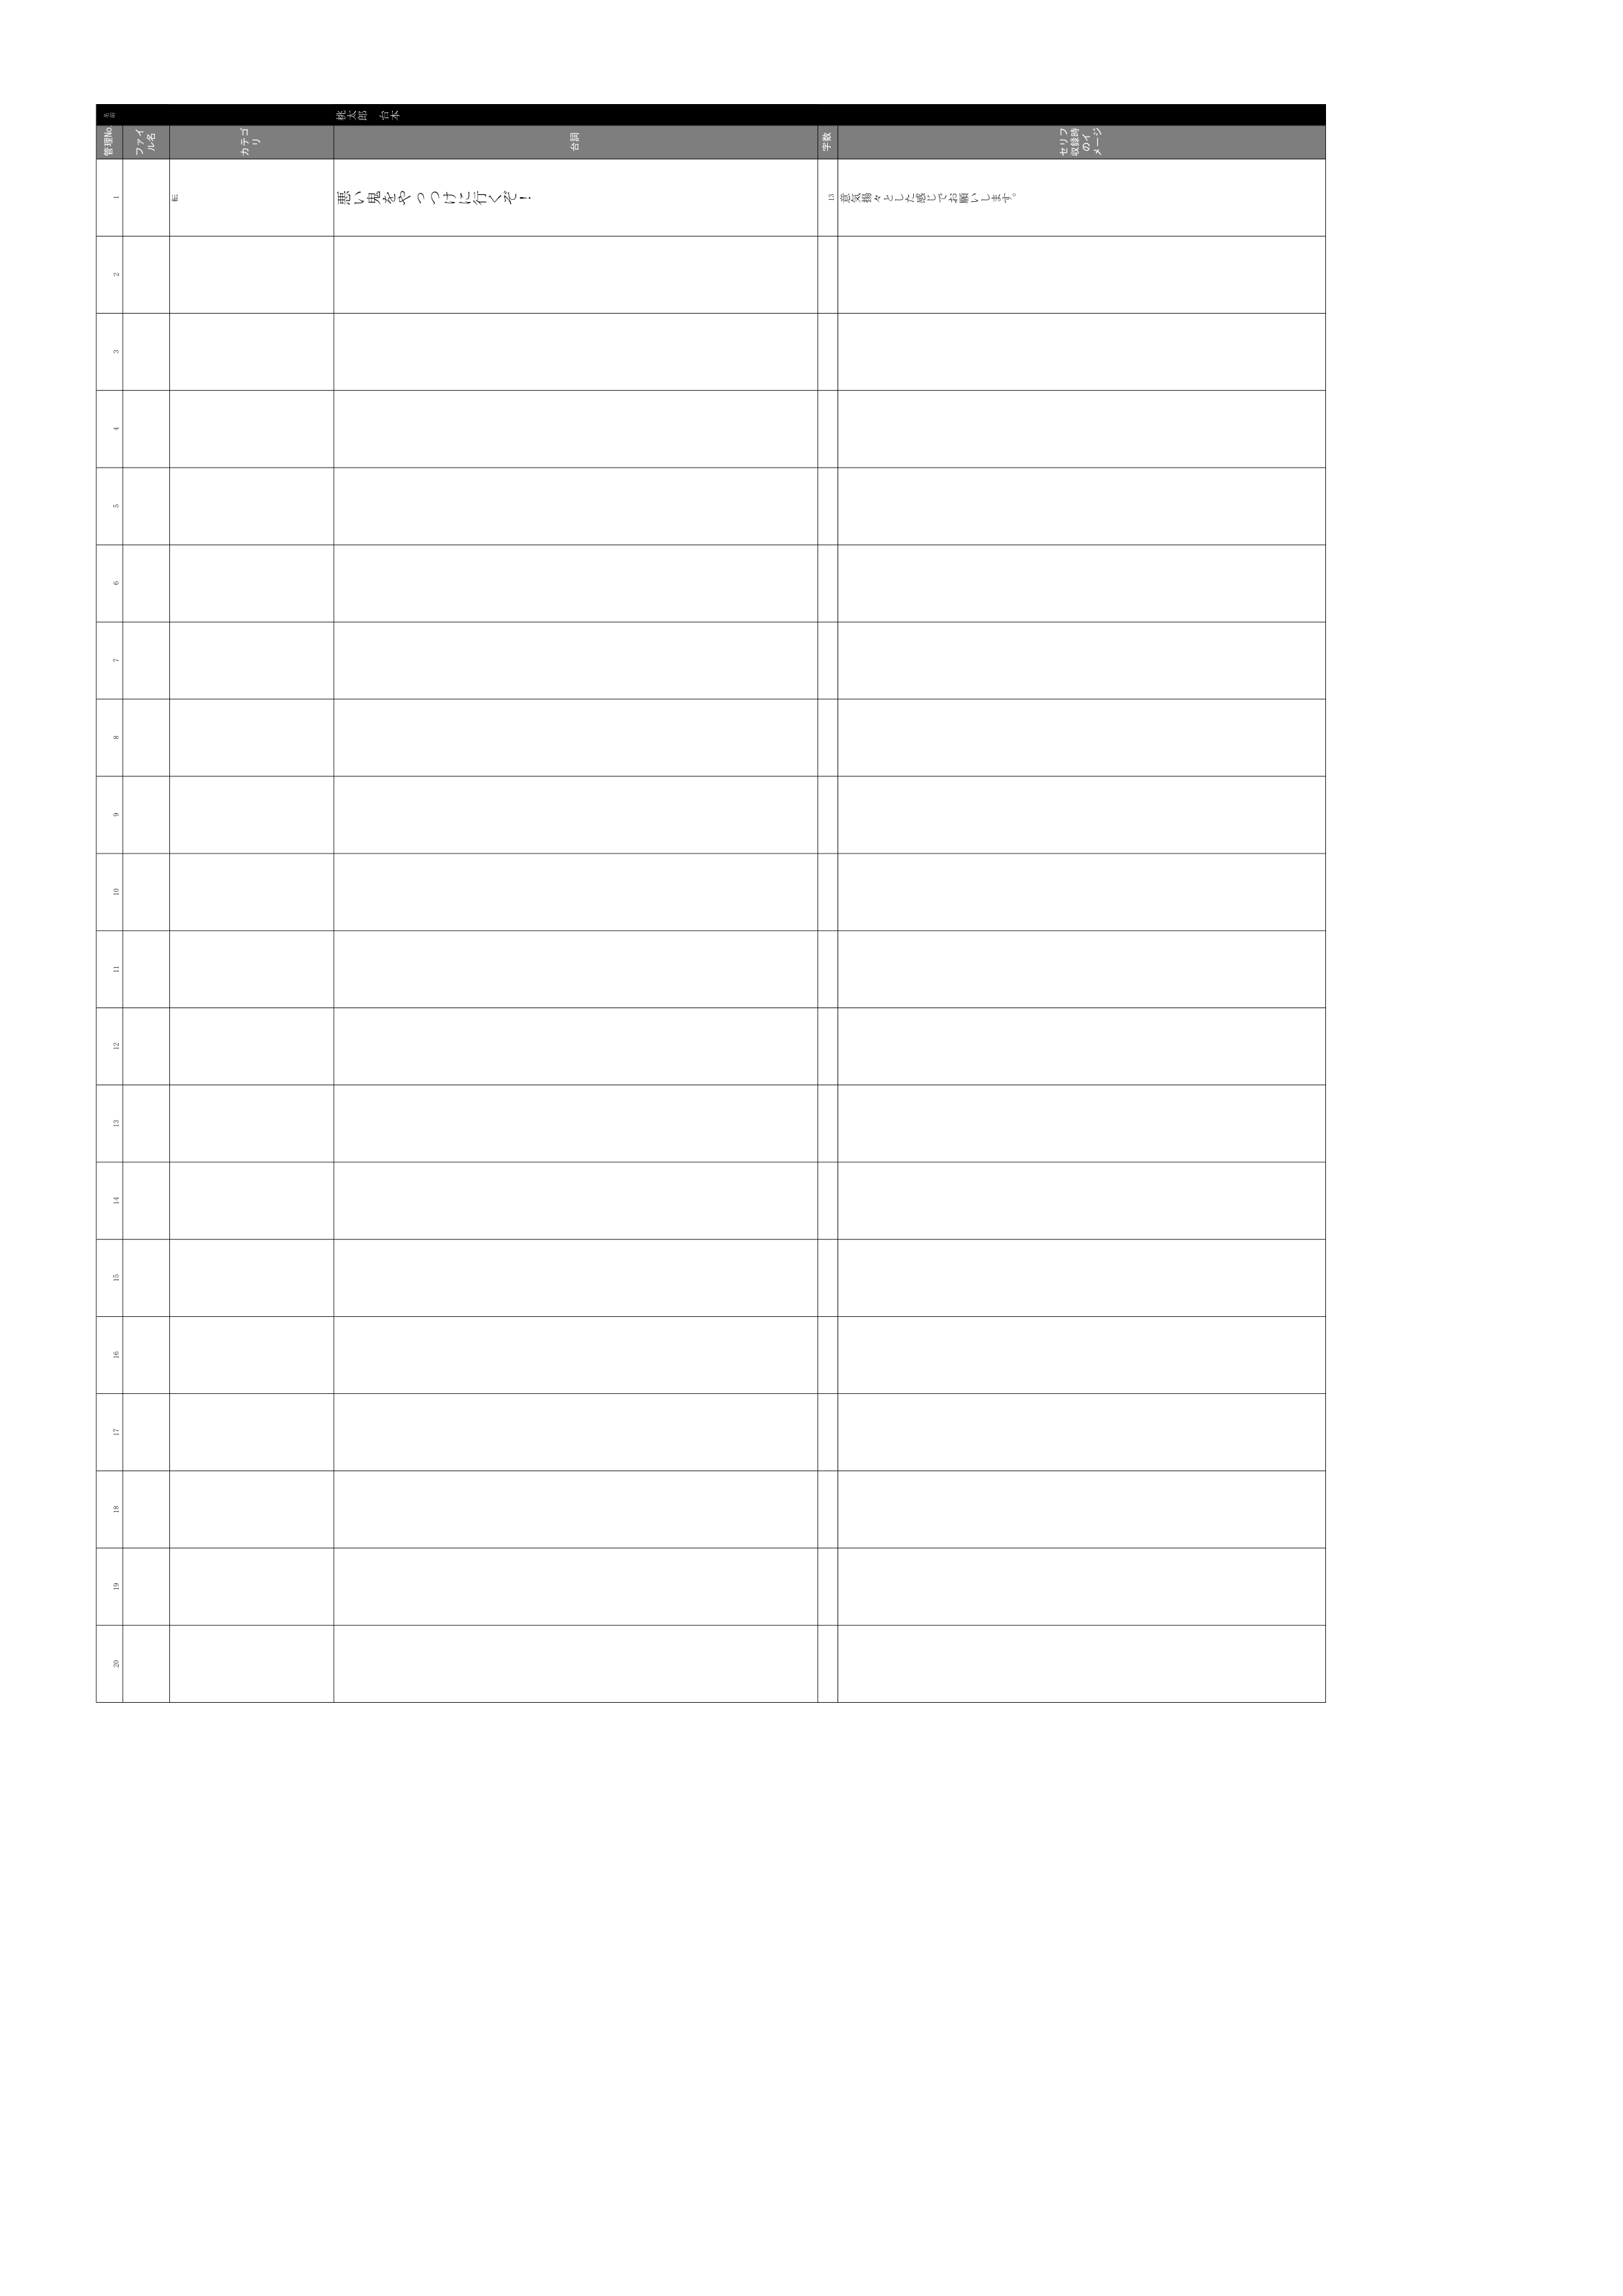 名前
桃太郎　台本
管理No.
ファイル名
カテゴリ
台詞
字数
セリフ収録時のイメージ
1
転
悪い鬼をやっつけに行くぞ！
13
意気揚々とした感じでお願いします。
2
3
4
5
6
7
8
9
10
11
12
13
14
15
16
17
18
19
20